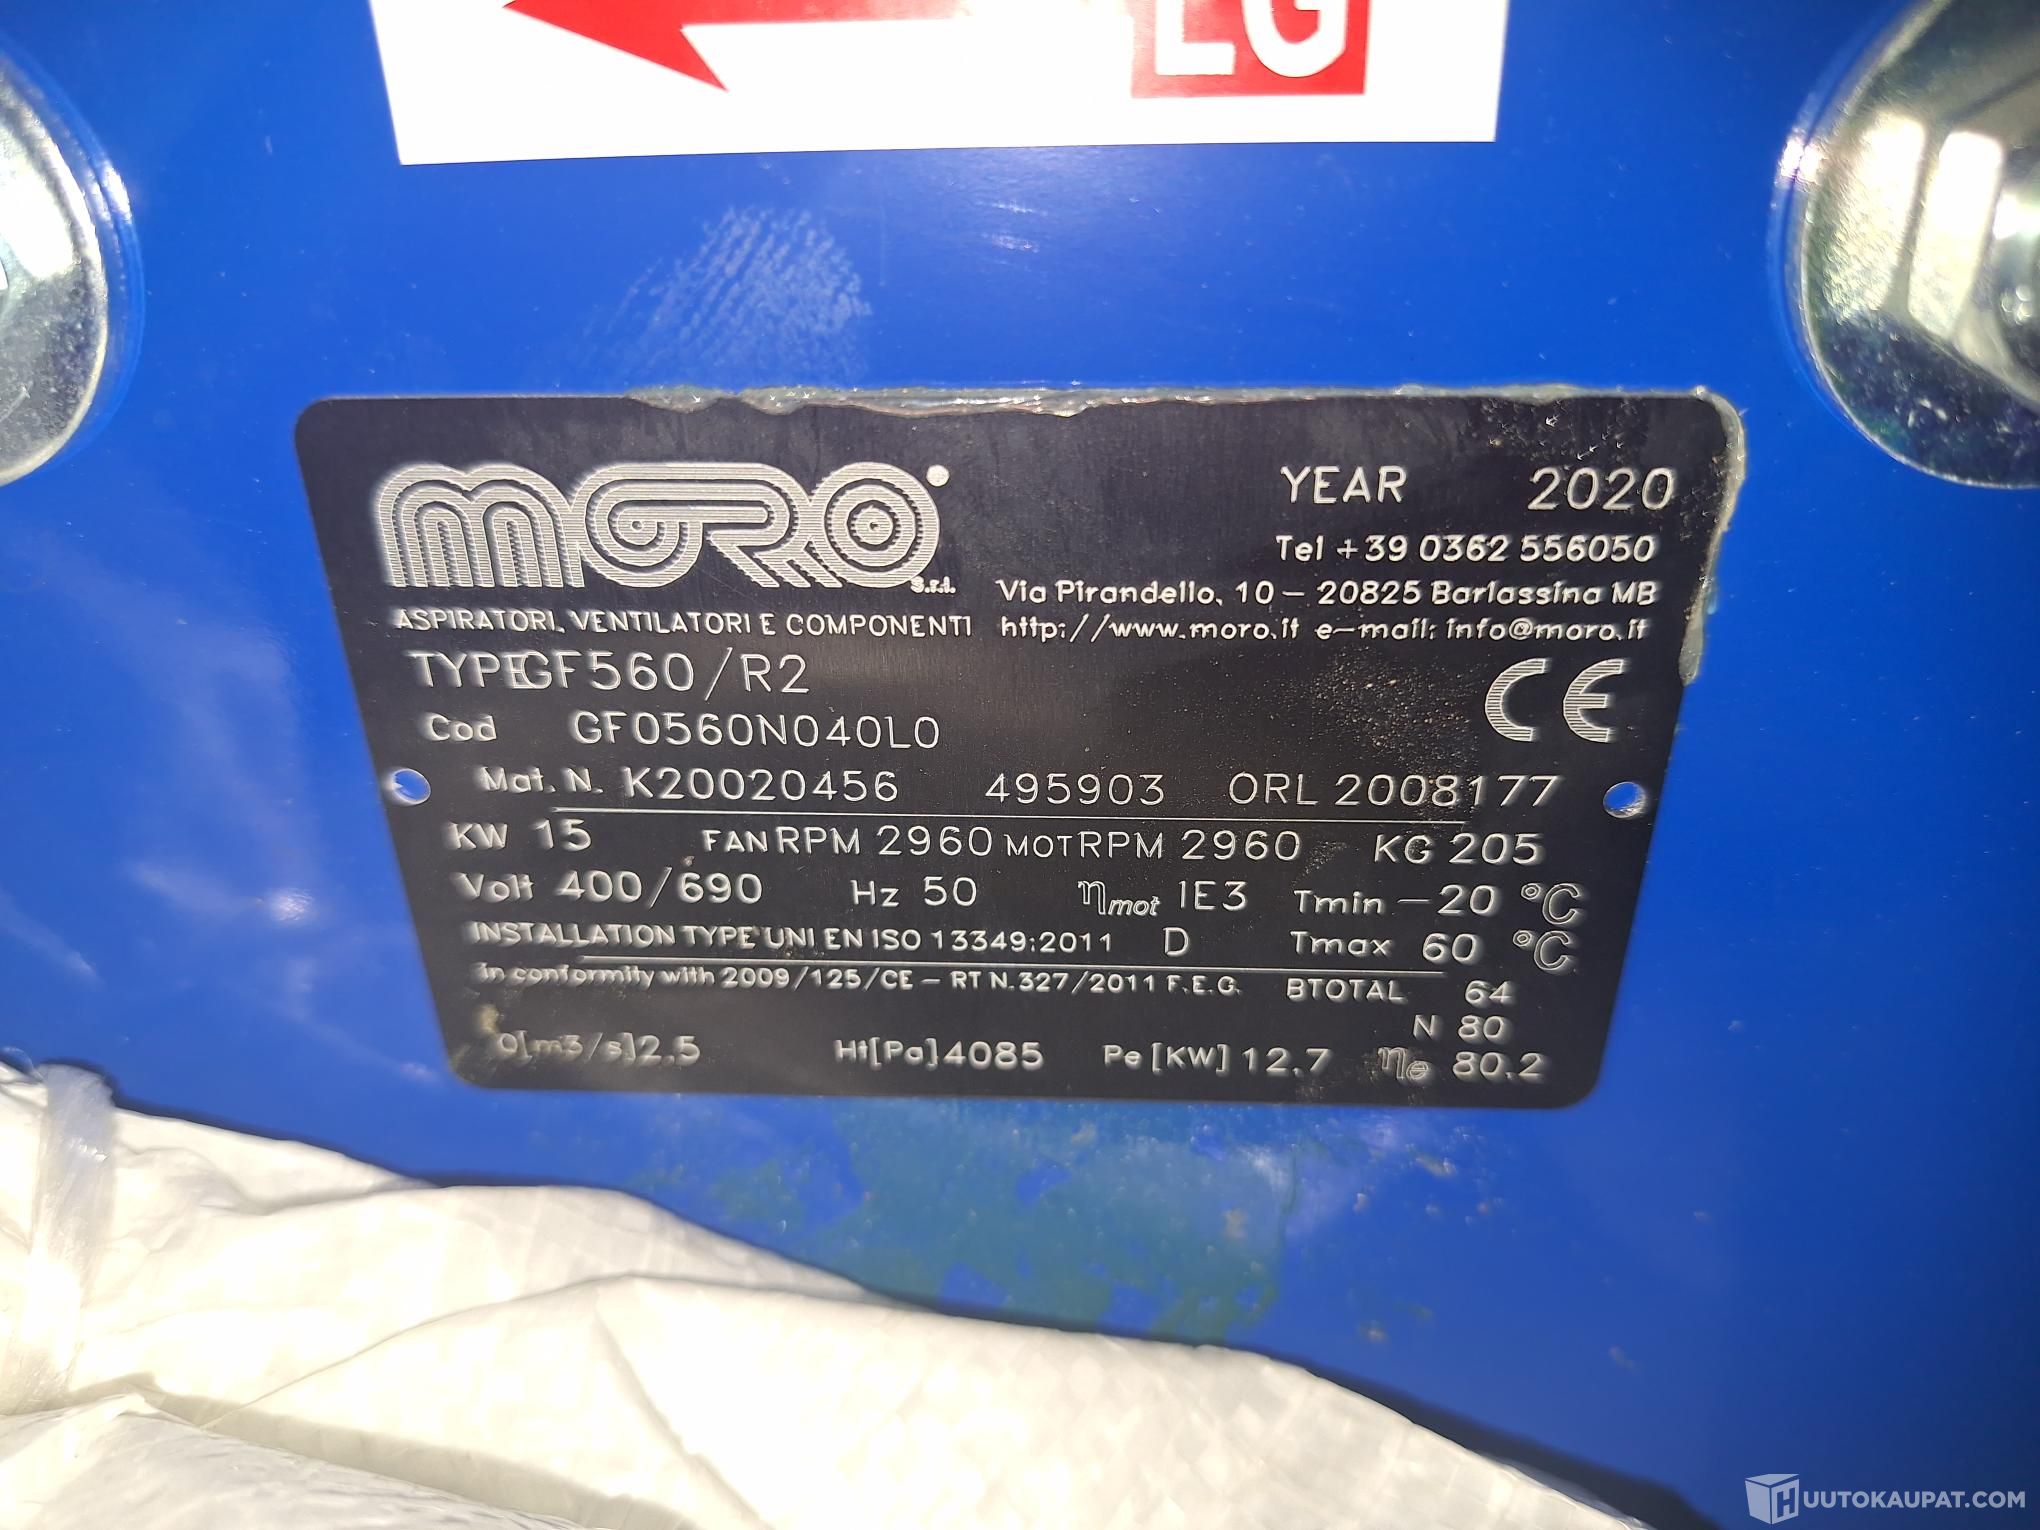 LG
moro®
s.r.l.
ASPIRATORI, VENTILATORI E COMPONENTI
YEAR 2020
Tel +39 0362 556050
Via Pirandello, 10 - 20825 Barlassina MB
http://www.moro.it e-mail: info@moro.it
TYPE GF560/R2
CE
Cod GF0560N040L0
Mat. N. K20020456 495903 ORL 2008177
KW 15 FAN RPM 2960 MOT RPM 2960 KG 205
Volt 400/690 Hz 50 ηmot IE3 Tmin -20 °C
INSTALLATION TYPE UNI EN ISO 13349:2011 D Tmax 60 °C
in conformity with 2009/125/CE - RT N.327/2011 F.E.G. BTOTAL 64
N 80
Q[m3/s]2.5 Ht[Pa]4085 Pe[KW]12.7 ηe 80.2
HUUTOKAUPAT.COM